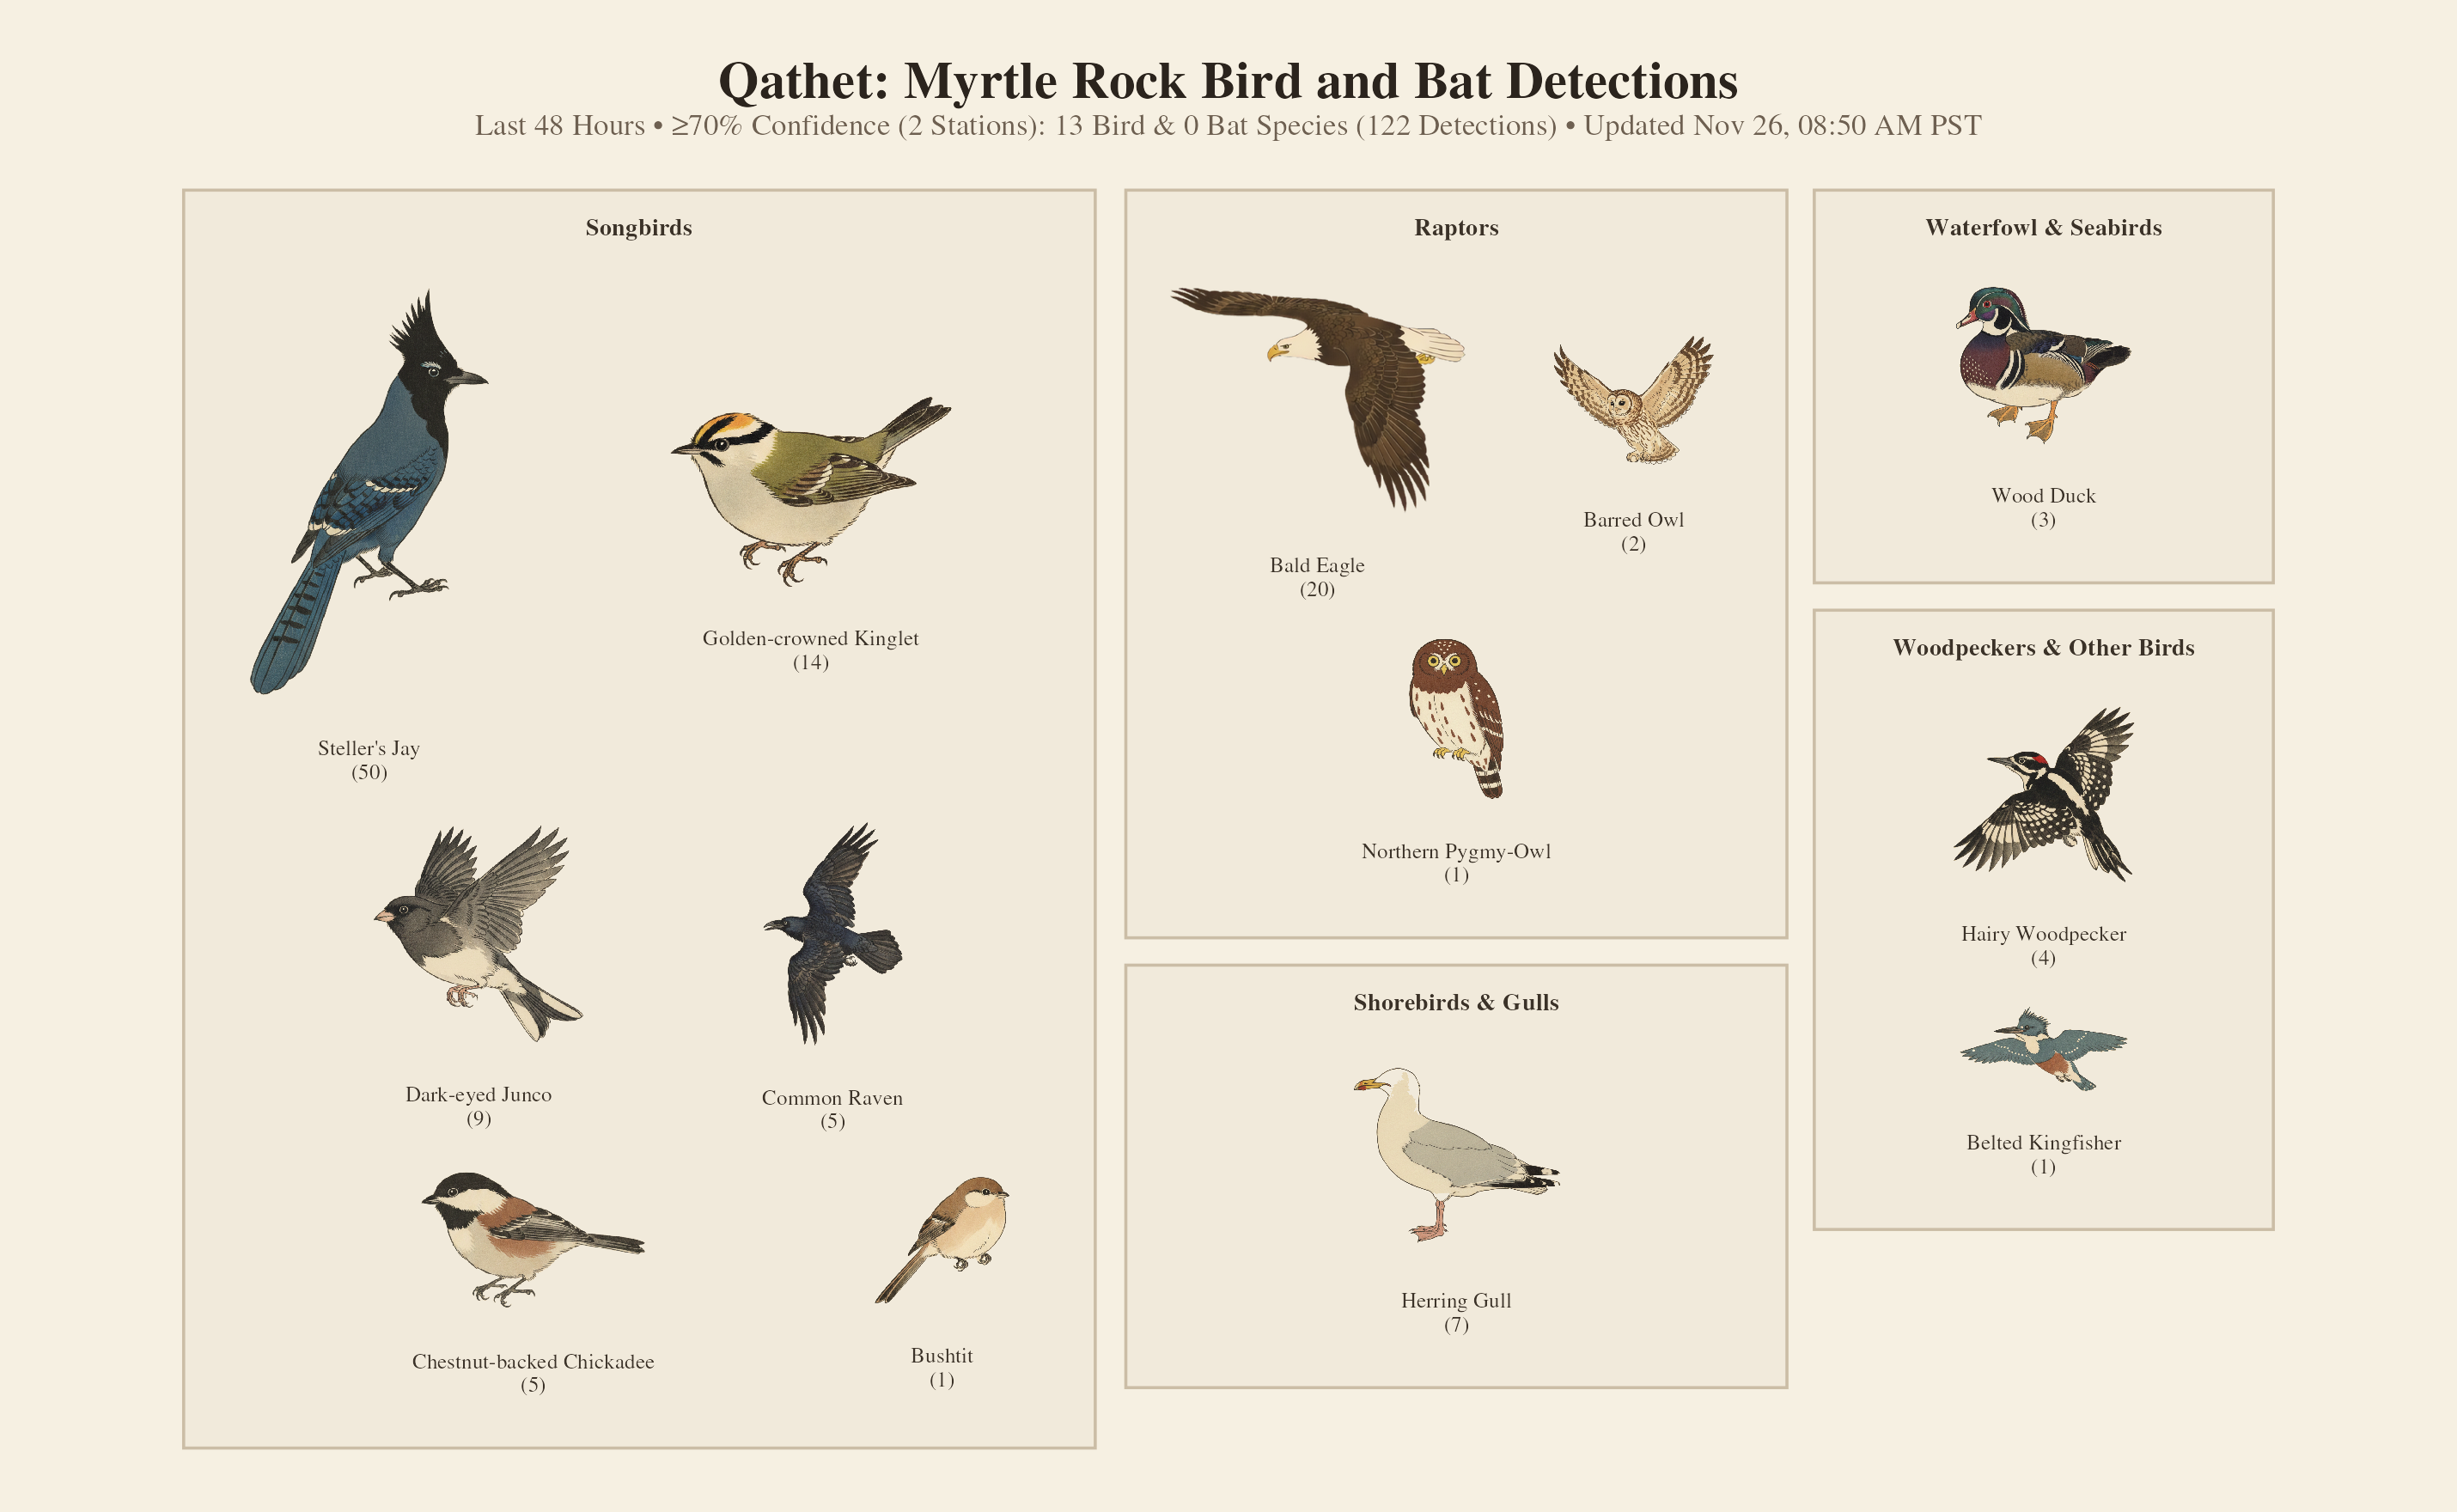 Qathet: Myrtle Rock Bird and Bat Detections
Last 48 Hours • ≥70% Confidence (2 Stations): 13 Bird & 0 Bat Species (122 Detections) • Updated Nov 26, 08:50 AM PST
Songbirds
Steller's Jay
(50)
Golden-crowned Kinglet
(14)
Dark-eyed Junco
(9)
Common Raven
(5)
Chestnut-backed Chickadee
(5)
Bushtit
(1)
Raptors
Bald Eagle
(20)
Barred Owl
(2)
Northern Pygmy-Owl
(1)
Shorebirds & Gulls
Herring Gull
(7)
Waterfowl & Seabirds
Wood Duck
(3)
Woodpeckers & Other Birds
Hairy Woodpecker
(4)
Belted Kingfisher
(1)